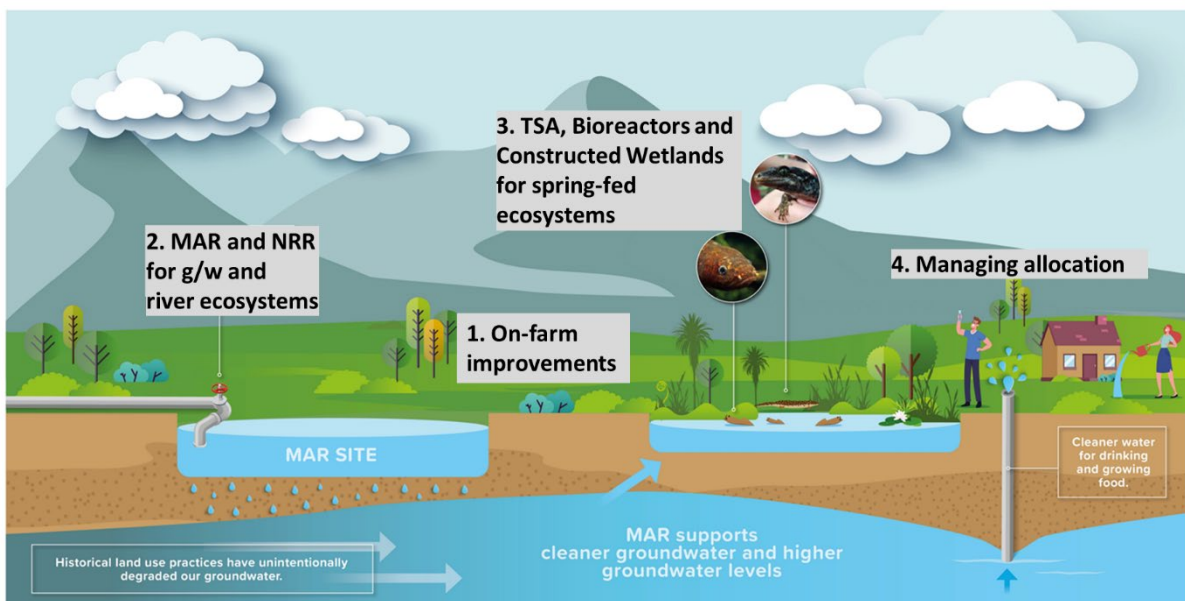 3. TSA, Bioreactors and
Constructed Wetlands
for spring-fed
ecosystems
2. MAR and NRR
for g/w and
river ecosystems
4. Managing allocation
1. On-farm
improvements
MAR SITE
Cleaner water
for drinking
and growing
food.
MAR supports
cleaner groundwater and higher
groundwater levels
Historical land use practices have unintentionally
degraded our groundwater.